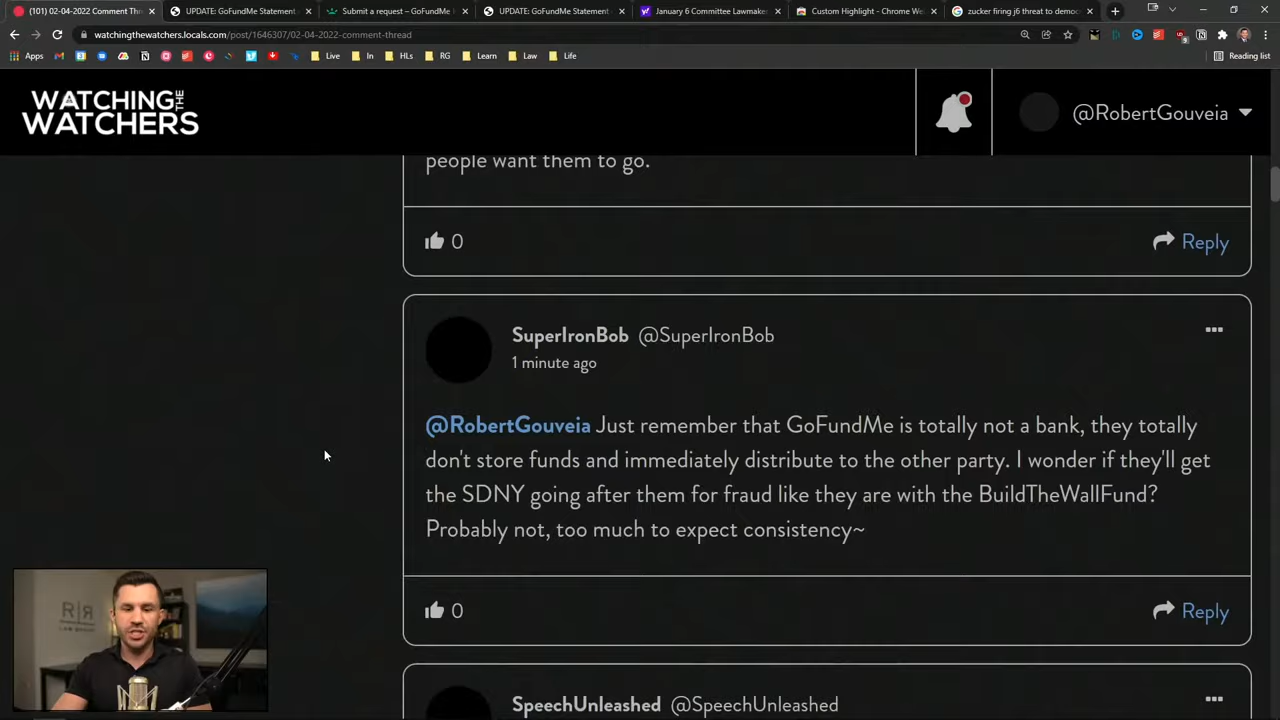 (101) 02-04-2022 Comment Thr
UPDATE: GoFundMe Statement
Submit a request – GoFundMe
UPDATE: GoFundMe Statement
January 6 Committee Lawmaker
Custom Highlight - Chrome We
zucker firing j6 threat to democ
watchingthewatchers.locals.com/post/1646307/02-04-2022-comment-thread
Apps
Live
In
HLs
RG
Learn
Law
Life
Reading list
WATCHING THE
WATCHERS
@RobertGouveia
people want them to go.
0
Reply
SuperIronBob @SuperIronBob
1 minute ago
@RobertGouveia Just remember that GoFundMe is totally not a bank, they totally
don't store funds and immediately distribute to the other party. I wonder if they'll get
the SDNY going after them for fraud like they are with the BuildTheWallFund?
Probably not, too much to expect consistency~
0
Reply
SpeechUnleashed @SpeechUnleashed
R|R
LAW GROUP